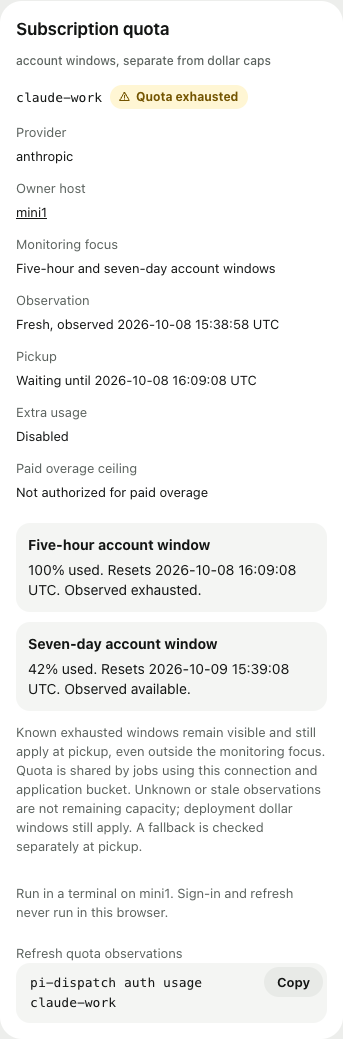 Subscription quota
account windows, separate from dollar caps
claude-work ⚠ Quota exhausted
Provider
anthropic
Owner host
mini1
Monitoring focus
Five-hour and seven-day account windows
Observation
Fresh, observed 2026-10-08 15:38:58 UTC
Pickup
Waiting until 2026-10-08 16:09:08 UTC
Extra usage
Disabled
Paid overage ceiling
Not authorized for paid overage
Five-hour account window
100% used. Resets 2026-10-08 16:09:08
UTC. Observed exhausted.
Seven-day account window
42% used. Resets 2026-10-09 15:39:08
UTC. Observed available.
Known exhausted windows remain visible and still
apply at pickup, even outside the monitoring focus.
Quota is shared by jobs using this connection and
application bucket. Unknown or stale observations
are not remaining capacity; deployment dollar
windows still apply. A fallback is checked
separately at pickup.
Run in a terminal on mini1. Sign-in and refresh
never run in this browser.
Refresh quota observations
pi-dispatch auth usage
claude-work
Copy